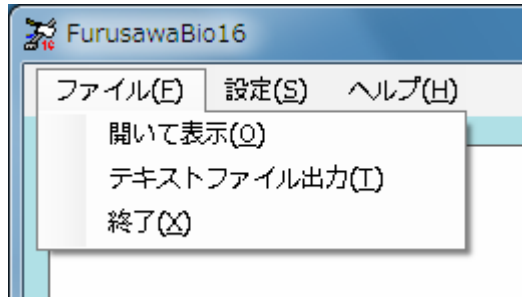 FurusawaBio16
ファイル(F) 設定(S) ヘルプ(H)
開いて表示(O)
テキストファイル出力(T)
終了(X)